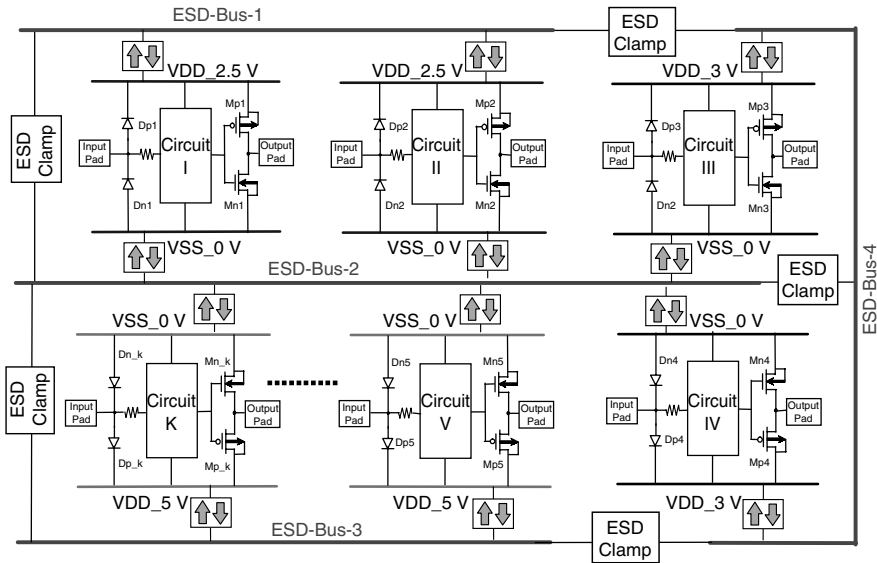 ESD-Bus-1
ESD
Clamp
VDD_2.5 V
VDD_2.5 V
VDD_3 V
ESD
Clamp
Dp1
Input
Pad
Circuit
I
Mp1
Output
Pad
Dn1
Mn1
Dp2
Input
Pad
Circuit
II
Mp2
Output
Pad
Dn2
Mn2
Dp3
Input
Pad
Circuit
III
Mp3
Output
Pad
Dn2
Mn3
VSS_0 V
VSS_0 V
VSS_0 V
ESD-Bus-2
ESD
Clamp
ESD-Bus-4
VSS_0 V
VSS_0 V
VSS_0 V
ESD
Clamp
Dn_k
Input
Pad
Circuit
K
Mn_k
Output
Pad
Dp_k
Mp_k
Dn5
Input
Pad
Circuit
V
Mn5
Output
Pad
Dp5
Mp5
Dn4
Input
Pad
Circuit
IV
Mn4
Output
Pad
Dp4
Mp4
VDD_5 V
VDD_5 V
VDD_3 V
ESD-Bus-3
ESD
Clamp